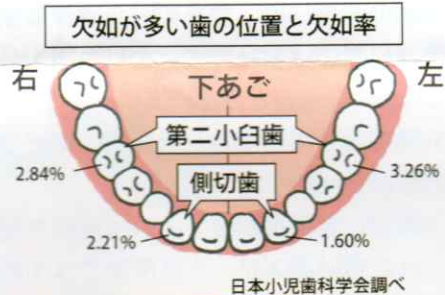 欠如が多い歯の位置と欠如率
右
左
下あご
第二小臼歯
2.84%
3.26%
側切歯
2.21%
1.60%
日本小児歯科学会調べ